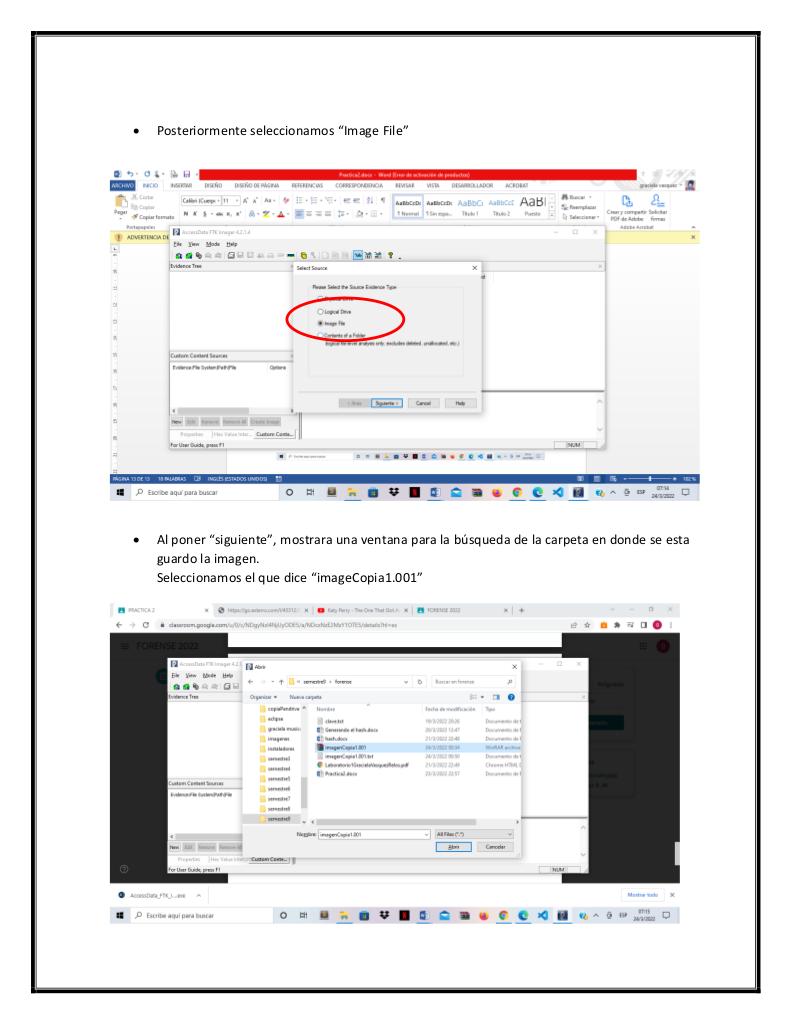 • Posteriormente seleccionamos “Image File”
Practica2.docx - Word (Error de activación de productos)
ARCHIVO INICIO INSERTAR DISEÑO DISEÑO DE PÁGINA REFERENCIAS CORRESPONDENCIA REVISAR VISTA DESARROLLADOR ACROBAT graciela vasquez
Cortar
Copiar
Copiar formato
Pegar
Portapapeles
Calibri (Cuerpo 11
AaBbCcDc AaBbCcDc AaBbCc AaBbCcC AaBl
1 Normal 1 Sin espa... Título 1 Título 2 Puesto
Buscar
Reemplazar
Seleccionar
Crear y compartir Solicitar
PDF de Adobe firmas
Adobe Acrobat
ADVERTENCIA DE
AccessData FTK Imager 4.2.1.4
File View Mode Help
Evidence Tree
Select Source
Please Select the Source Evidence Type
Logical Drive
Image File
Contents of a Folder
(logical file-level analysis only; excludes deleted, unallocated, etc.)
Custom Content Sources
Evidence:File System|Path|File Options
< Atrás Siguiente > Cancel Help
New Edit Remove Remove All Create Image
Properties Hex Value Inter... Custom Conte...
For User Guide, press F1 NUM
PÁGINA 13 DE 13 10 PALABRAS INGLÉS (ESTADOS UNIDOS) 102 %
Escribe aquí para buscar ESP 07:14
24/3/2022
• Al poner “siguiente”, mostrara una ventana para la búsqueda de la carpeta en donde se esta
guardo la imagen.
Seleccionamos el que dice “imageCopia1.001”
PRACTICA 2 Katy Perry - The One That Got A FORENSE 2022
FORENSE 2022
AccessData FTK Imager 4.2
File View Mode Help
Evidence Tree
Abrir
« semestre9 › forense Buscar en forense
Organizar Nueva carpeta
Nombre Fecha de modificación Tipo
copiaPendrive
eclipse
graciela music
imagenes
instaladores
semestre3
semestre4
semestre5
semestre6
semestre7
semestre8
semestre9
clave.txt 19/3/2022 20:26 Documento de t
Generando el hash.docx 20/3/2022 13:47 Documento de
hash.docx 21/3/2022 22:48 Documento de
imagenCopia1.001 24/3/2022 00:34 WinRAR archive
imagenCopia1.001.txt 24/3/2022 00:50 Documento de t
Laboratorio1GracielaVasquezRelos.pdf 21/3/2022 22:49 Chrome HTML D
Practica2.docx 23/3/2022 22:57 Documento de
Custom Content Sources
Evidence:File System|Path|File
Nombre: imagenCopia1.001 All Files (*.*)
Abrir Cancelar
New Edit Remove Remove All
Properties Hex Value Inter Custom Conte...
For User Guide, press F1 NUM
AccessData_FTK_I....exe Mostrar todo
Escribe aquí para buscar ESP 07:15
24/3/2022